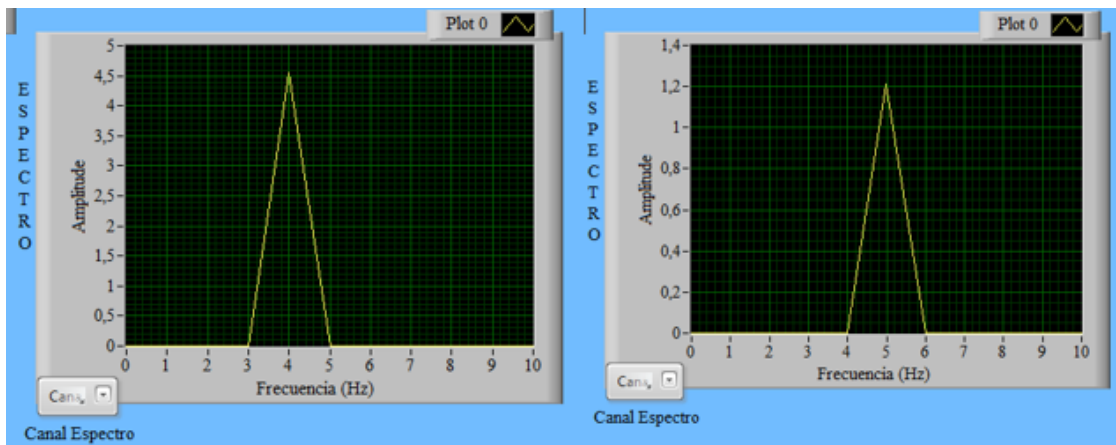 Plot 0
ESPECTRO
Amplitude
5
4,5
4
3,5
3
2,5
2
1,5
1
0,5
0
0 1 2 3 4 5 6 7 8 9 10
Frecuencia (Hz)
Canal Espectro
Plot 0
ESPECTRO
Amplitude
1,4
1,2
1
0,8
0,6
0,4
0,2
0
0 1 2 3 4 5 6 7 8 9 10
Frecuencia (Hz)
Canal Espectro